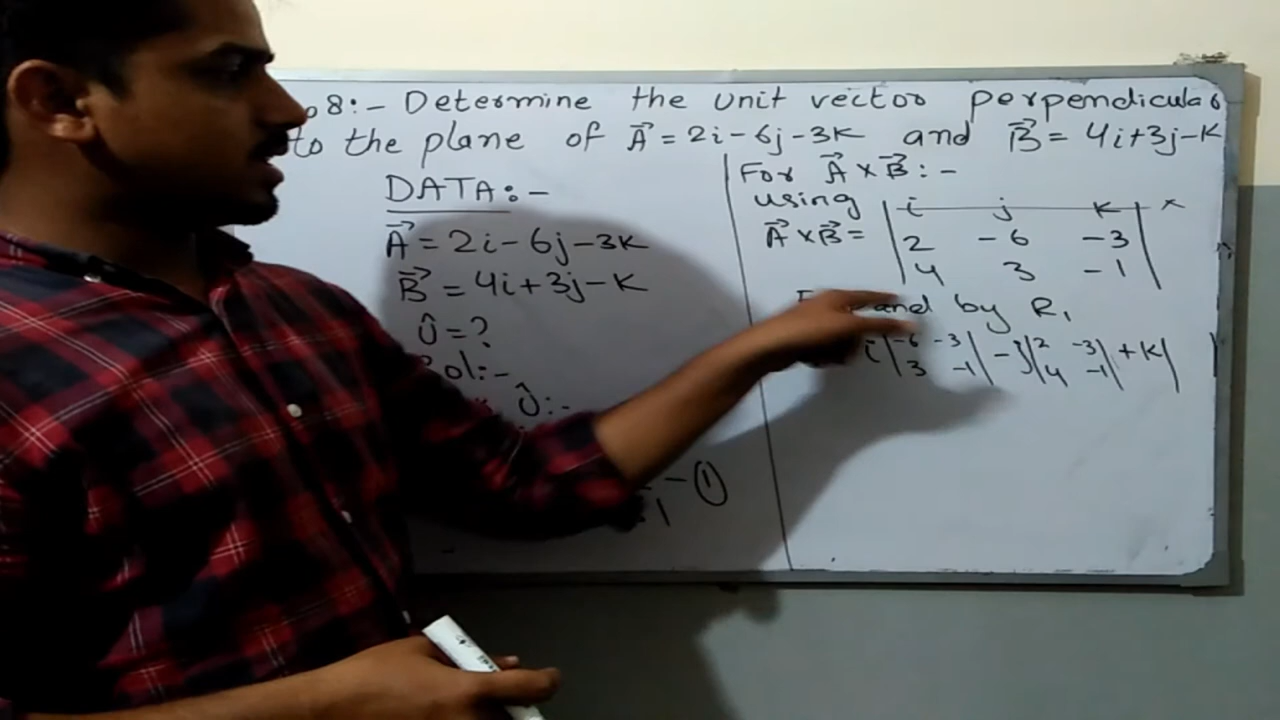 8:- Determine the unit vector perpendicular
to the plane of A⃗ = 2i-6j-3k and B⃗ = 4i+3j-k
DATA:-
A⃗ = 2i-6j-3k
B⃗ = 4i+3j-k
Û = ?
Sol:-
Û:-
- ①
For A⃗ x B⃗ :-
using
A⃗ x B⃗ = | i j k |
| 2 -6 -3 |
| 4 3 -1 |
Expand by R₁
i|-6 -3| - j|2 -3| + k|
|3 -1| |4 -1|